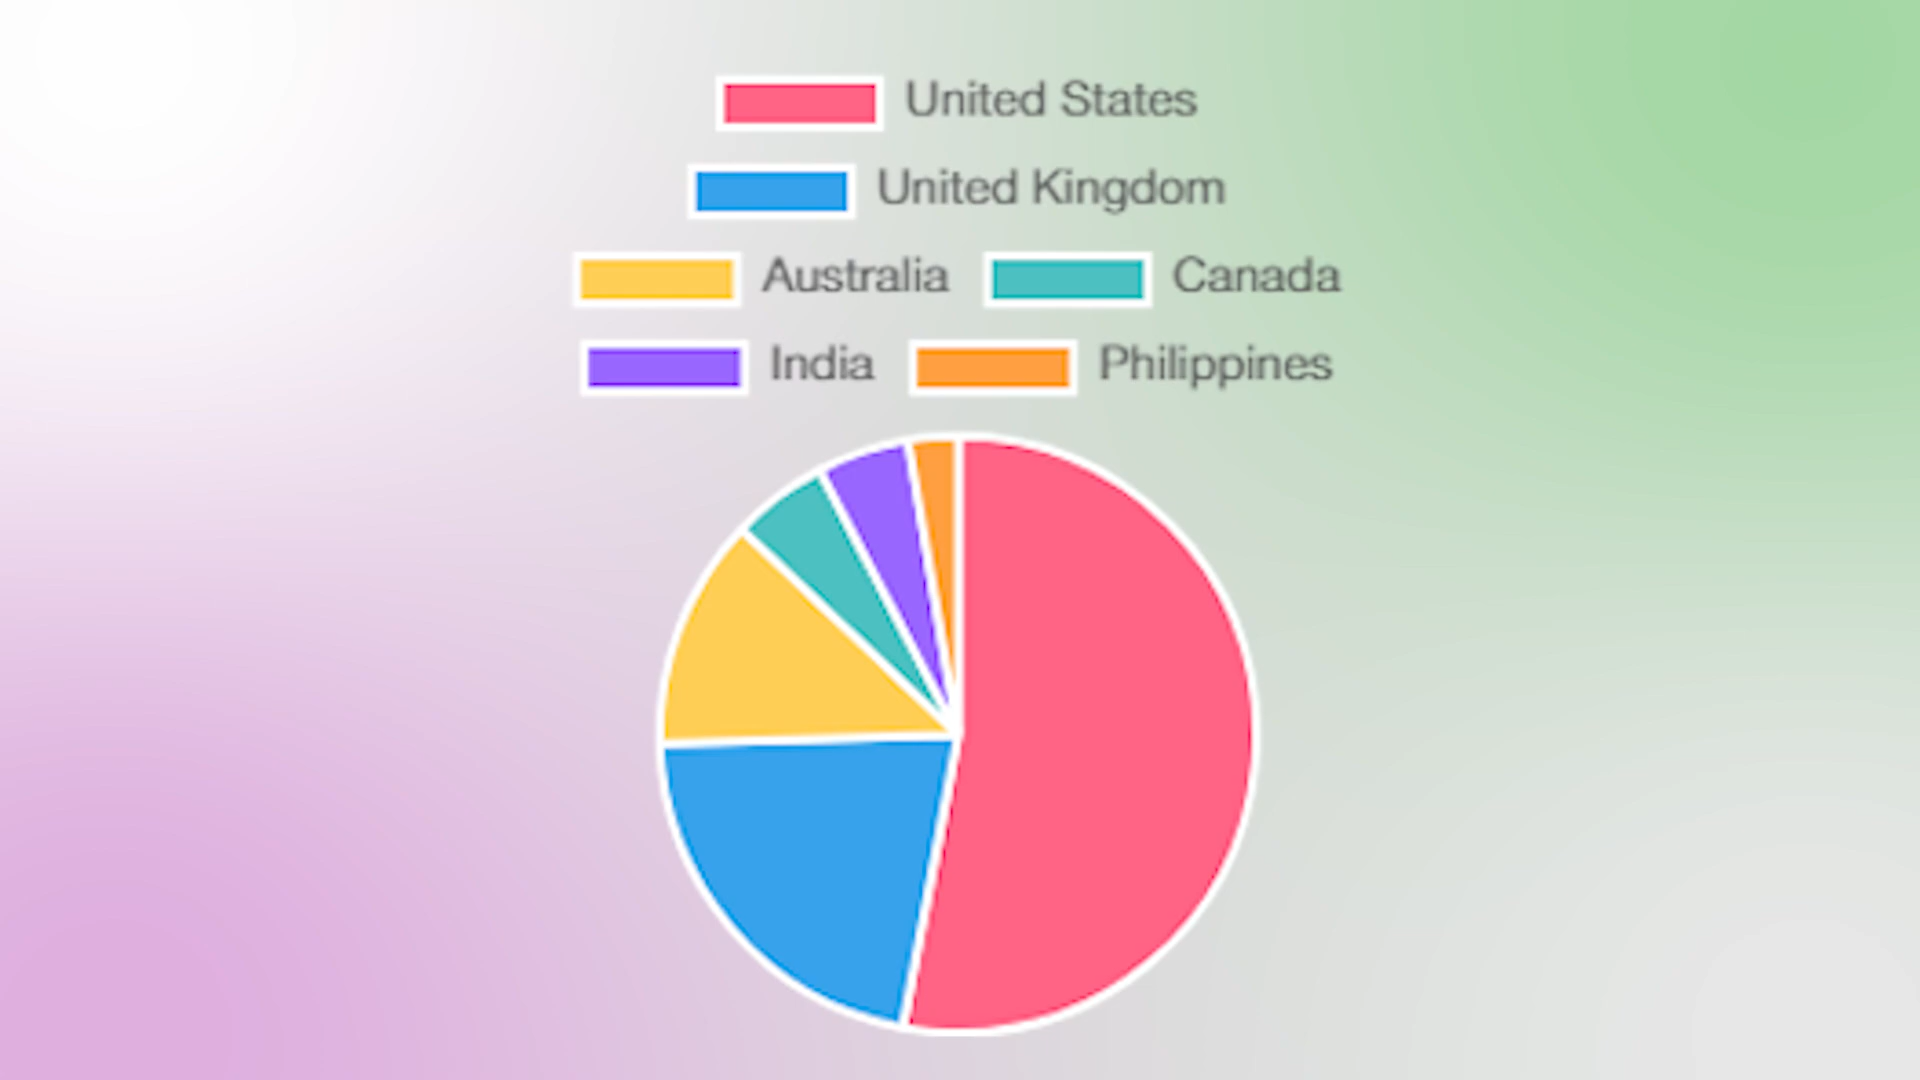 United States
United Kingdom
Australia Canada
India Philippines